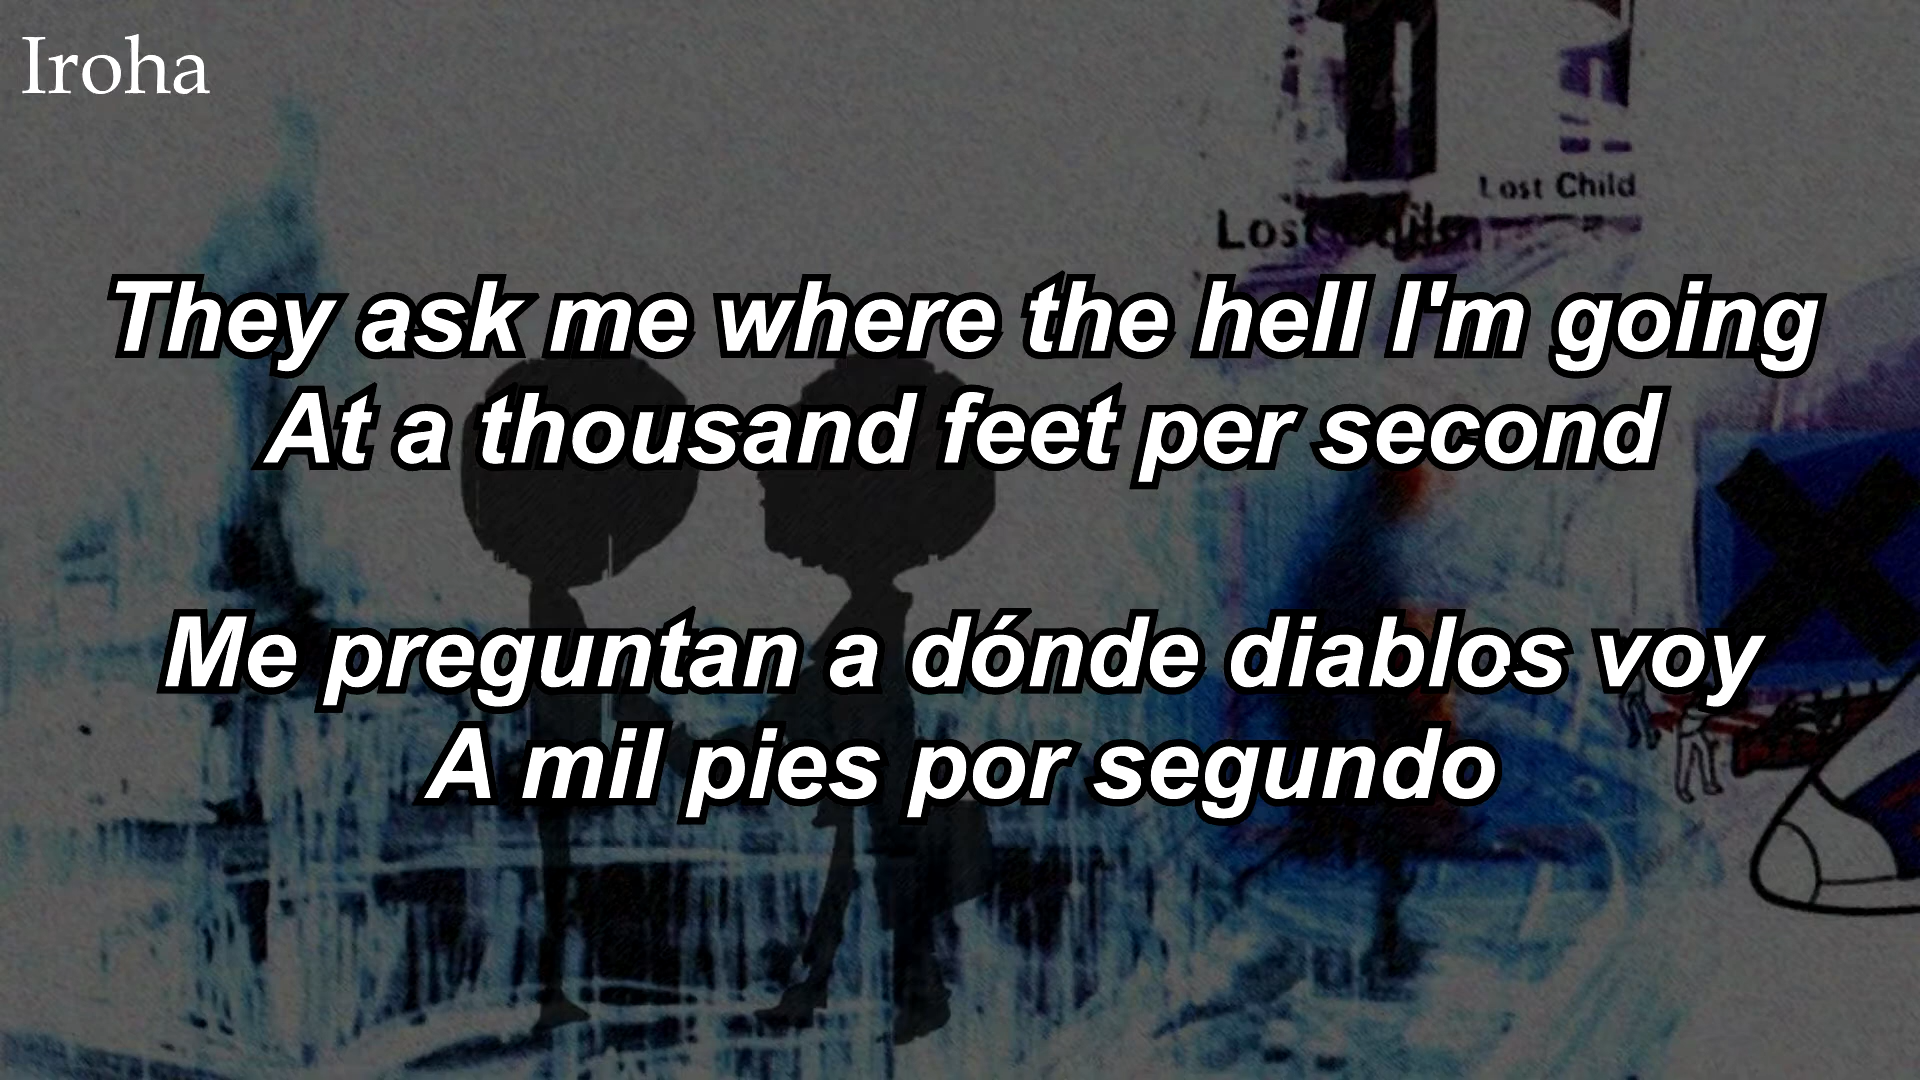 Iroha
Lost Child
Lost
They ask me where the hell I'm going
At a thousand feet per second
Me preguntan a dónde diablos voy
A mil pies por segundo